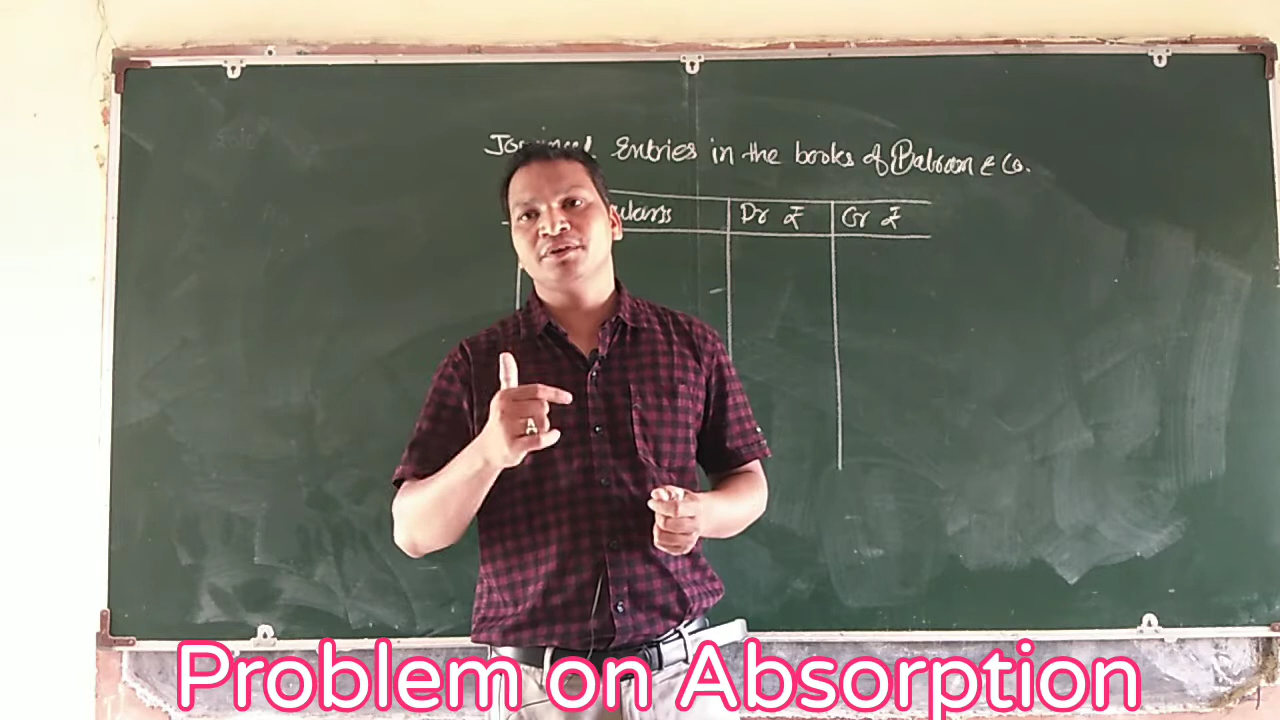 Entries in the books of Balram & Co.
Dr ₹ Cr ₹
Problem on Absorption